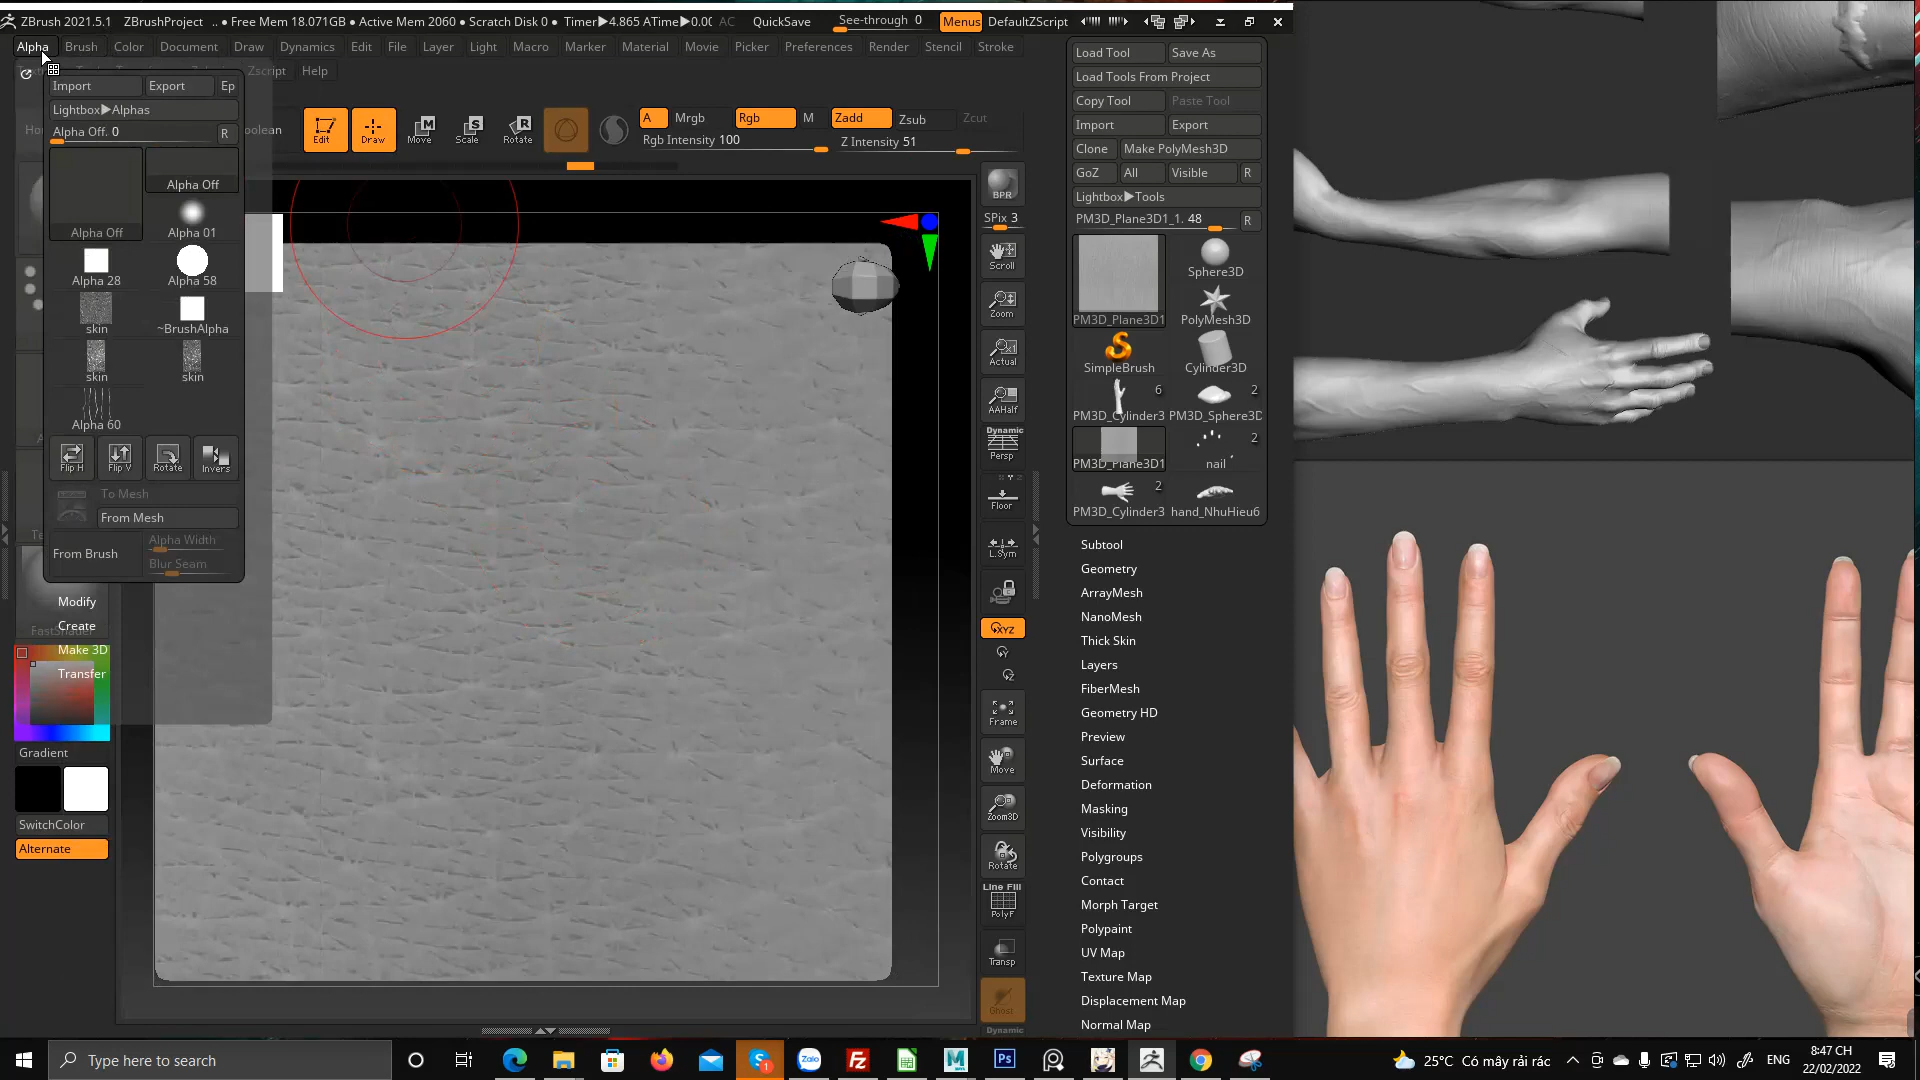 ZBrush 2021.5.1 ZBrushProject .. ● Free Mem 18.071GB ● Active Mem 2060 ● Scratch Disk 0 ● Timer▶4.865 ATime▶0.00 AC QuickSave See-through 0 Menus DefaultZScript
Alpha Brush Color Document Draw Dynamics Edit File Layer Light Macro Marker Material Movie Picker Preferences Render Stencil Stroke
Zscript Help
Import Export Ep
Lightbox▶Alphas
Alpha Off. 0 R
oolean
Alpha Off
Alpha Off
Alpha 01
Alpha 28
Alpha 58
skin
~BrushAlpha
skin
skin
Alpha 60
Flip H Flip V Rotate Invers
To Mesh
From Mesh
From Brush
Alpha Width
Blur Seam
Modify
Create
Make 3D
Transfer
FastShader
Gradient
SwitchColor
Alternate
Edit Draw Move Scale Rotate
M S R
A Mrgb Rgb M Zadd Zsub Zcut
Rgb Intensity 100 Z Intensity 51
BPR
SPix 3
Scroll
Zoom
Actual
AAHalf
Dynamic
Persp
Floor
L.Sym
XYZ
Y
Z
Frame
Move
Zoom3D
Rotate
Line Fill
PolyF
Transp
Ghost
Dynamic
Load Tool Save As
Load Tools From Project
Copy Tool Paste Tool
Import Export
Clone Make PolyMesh3D
GoZ All Visible R
Lightbox▶Tools
PM3D_Plane3D1_1. 48 R
PM3D_Plane3D1
Sphere3D
PolyMesh3D
SimpleBrush
Cylinder3D
6 2
PM3D_Cylinder3 PM3D_Sphere3D
2
PM3D_Plane3D1 nail
2
PM3D_Cylinder3 hand_NhuHieu6
Subtool
Geometry
ArrayMesh
NanoMesh
Thick Skin
Layers
FiberMesh
Geometry HD
Preview
Surface
Deformation
Masking
Visibility
Polygroups
Contact
Morph Target
Polypaint
UV Map
Texture Map
Displacement Map
Normal Map
Type here to search
1
Zalo
Fz
M
Ps
25°C Có mây rải rác
ENG
8:47 CH
22/02/2022